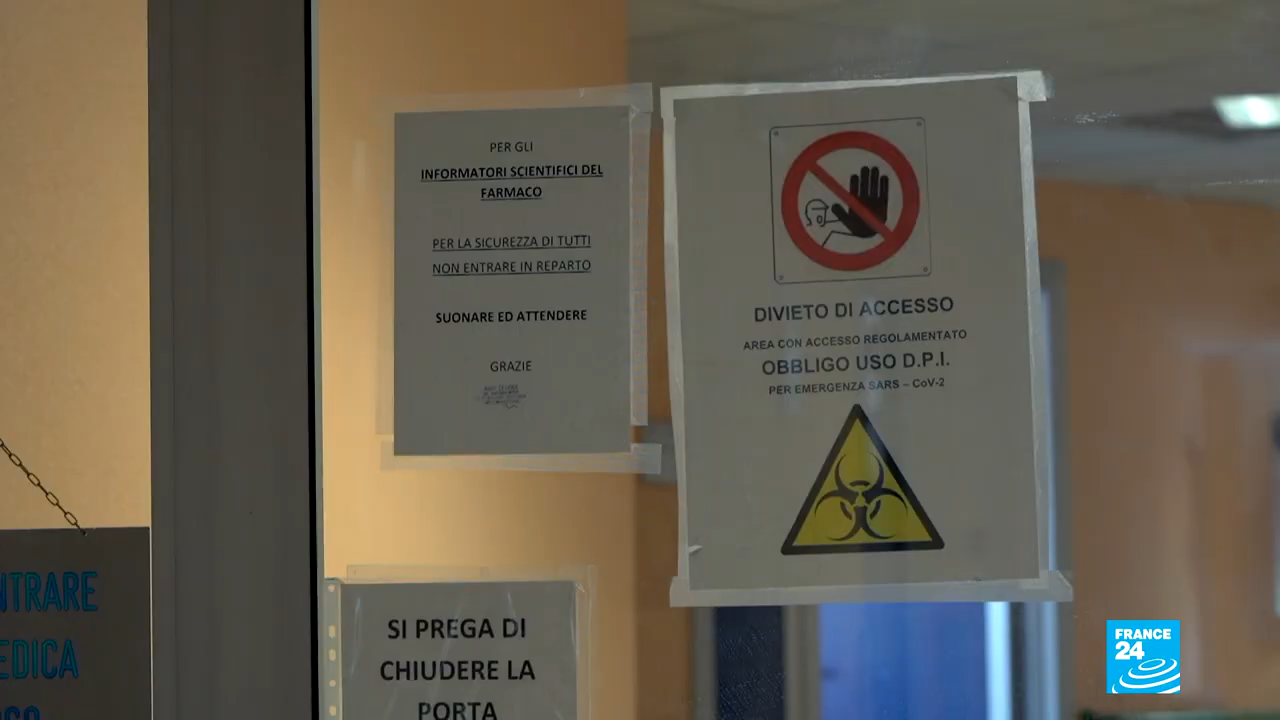 PER GLI
INFORMATORI SCIENTIFICI DEL
FARMACO
PER LA SICUREZZA DI TUTTI
NON ENTRARE IN REPARTO
SUONARE ED ATTENDERE
GRAZIE
DIVIETO DI ACCESSO
AREA CON ACCESSO REGOLAMENTATO
OBBLIGO USO D.P.I.
PER EMERGENZA SARS – CoV-2
SI PREGA DI
CHIUDERE LA
PORTA
NTRARE
EDICA
FRANCE
24